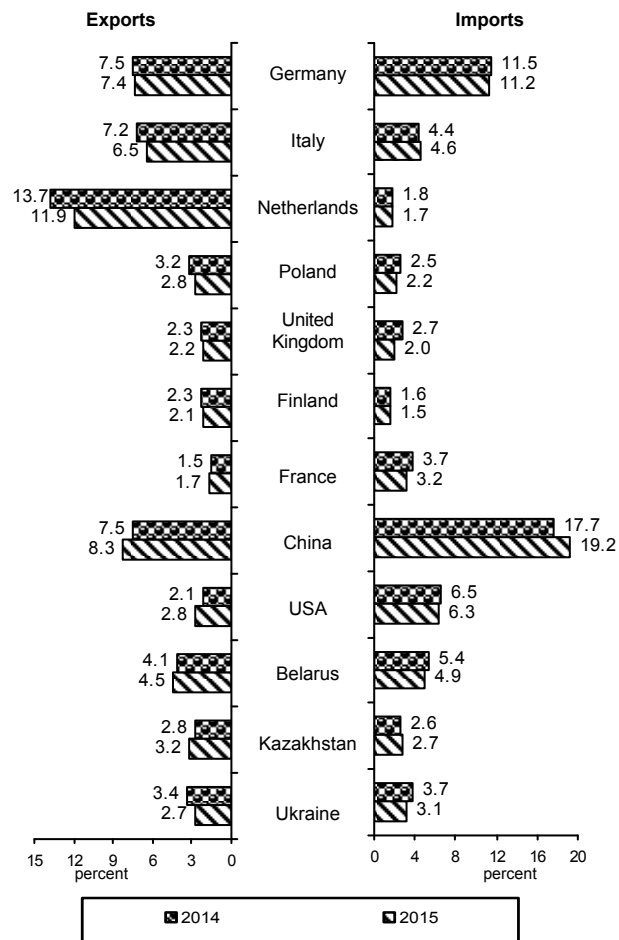 Exports Imports
7.5 Germany 11.5
7.4 11.2
7.2 Italy 4.4
6.5 4.6
13.7 Netherlands 1.8
11.9 1.7
3.2 Poland 2.5
2.8 2.2
2.3 United Kingdom 2.7
2.2 2.0
2.3 Finland 1.6
2.1 1.5
1.5 France 3.7
1.7 3.2
7.5 China 17.7
8.3 19.2
2.1 USA 6.5
2.8 6.3
4.1 Belarus 5.4
4.5 4.9
2.8 Kazakhstan 2.6
3.2 2.7
3.4 Ukraine 3.7
2.7 3.1
15 12 9 6 3 0 0 4 8 12 16 20
percent percent
2014 2015